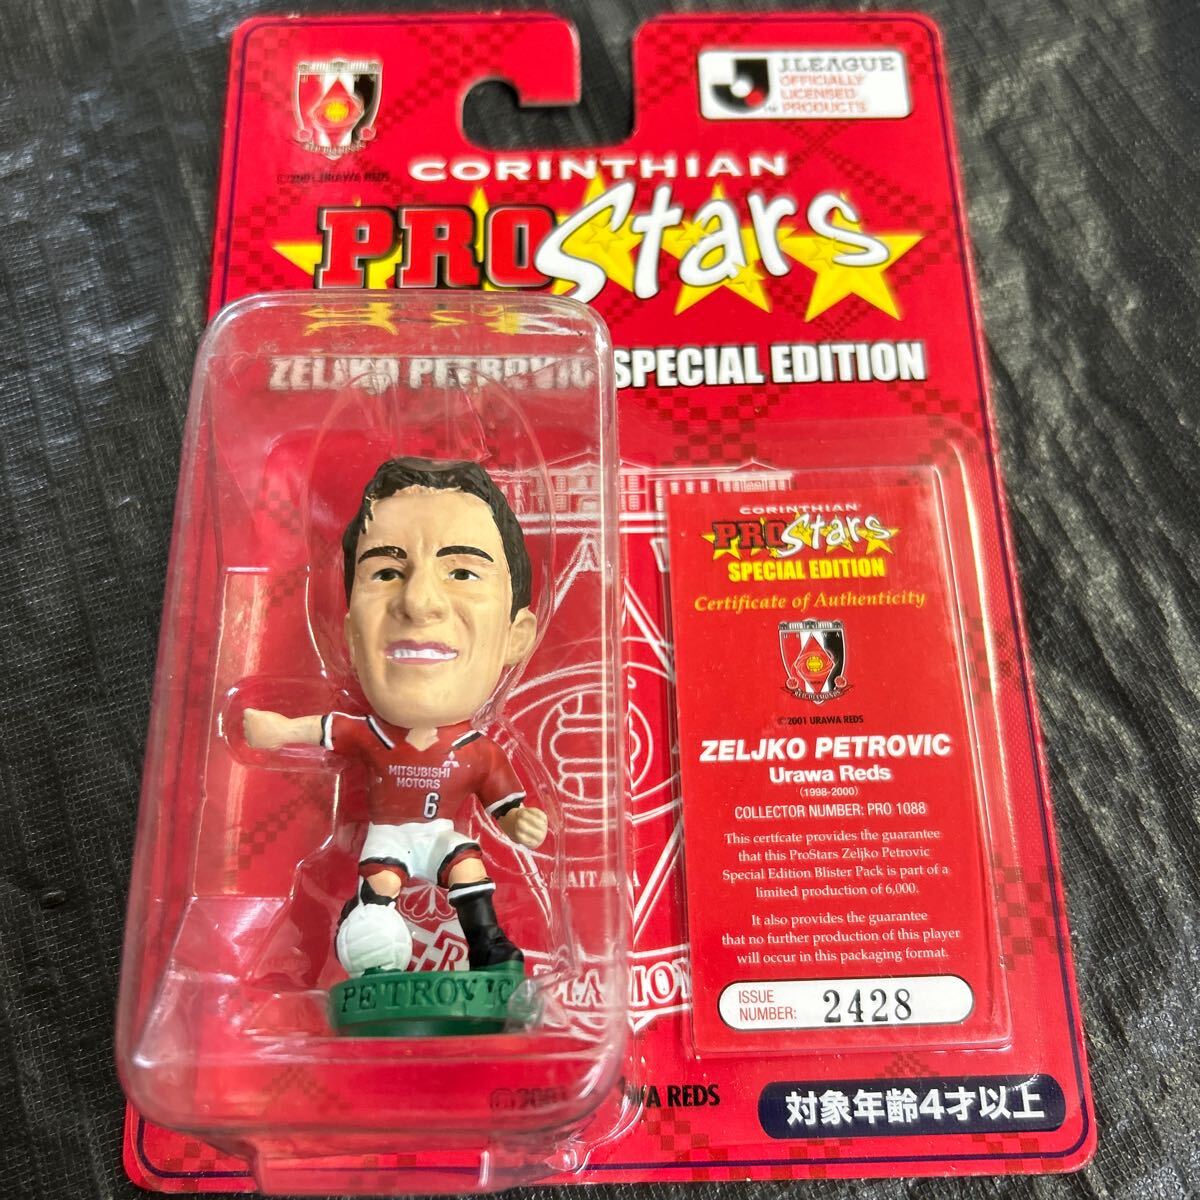 J.LEAGUE
OFFICIALLY
LICENSED
PRODUCTS
©2001 URAWA REDS
CORINTHIAN
PROStars
ZELJKO PETROVIC SPECIAL EDITION
CORINTHIAN
PROStars
SPECIAL EDITION
Certificate of Authenticity
RED DIAMONDS
©2001 URAWA REDS
ZELJKO PETROVIC
Urawa Reds
(1998-2000)
COLLECTOR NUMBER: PRO 1088
This certfcate provides the guarantee
that this ProStars Zeljko Petrovic
Special Edition Blister Pack is part of a
limited production of 6,000.
It also provides the guarantee
that no further production of this player
will occur in this packaging format.
ISSUE
NUMBER: 2428
MITSUBISHI
MOTORS
6
PETROVIC
©2001 URAWA REDS
対象年齢4才以上